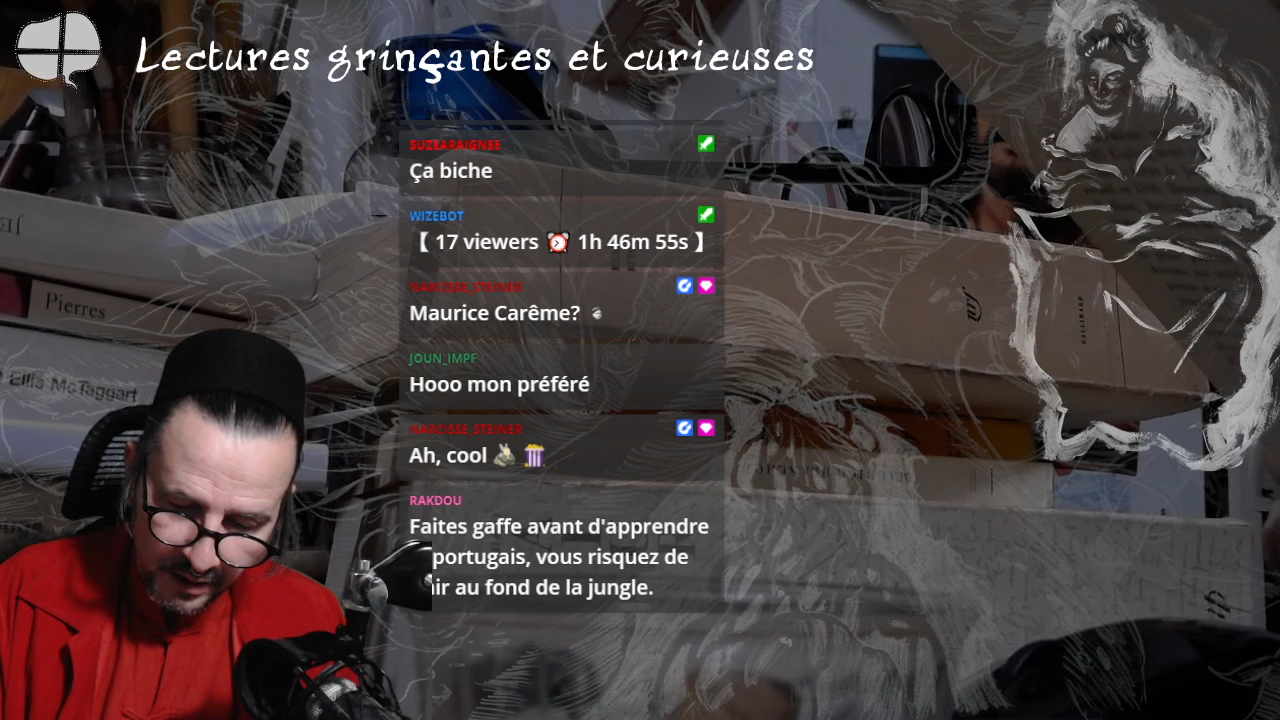 Lectures grinçantes et curieuses
SUZEARAIGNEE
Ça biche
WIZEBOT
【 17 viewers ⏰ 1h 46m 55s 】
NARCISSE_STEINER
Maurice Carême?
JOUN_IMPF
Hooo mon préféré
NARCISSE_STEINER
Ah, cool 🍿
RAKDOU
Faites gaffe avant d'apprendre
portugais, vous risquez de
au fond de la jungle.
Pierres
Ellis McTaggart
nrf
GALLIMARD